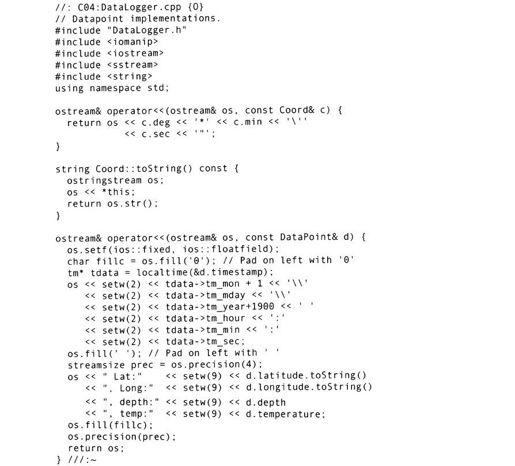 //: C04:DataLogger.cpp {O}
// Datapoint implementations.
#include "DataLogger.h"
#include <iomanip>
#include <iostream>
#include <sstream>
#include <string>
using namespace std;

ostream& operator<<(ostream& os, const Coord& c) {
  return os << c.deg << '*' << c.min << '\''
            << c.sec << '"';
}

string Coord::toString() const {
  ostringstream os;
  os << *this;
  return os.str();
}

ostream& operator<<(ostream& os, const DataPoint& d) {
  os.setf(ios::fixed, ios::floatfield);
  char fillc = os.fill('0'); // Pad on left with '0'
  tm* tdata = localtime(&d.timestamp);
  os << setw(2) << tdata->tm_mon + 1 << '\\'
     << setw(2) << tdata->tm_mday << '\\'
     << setw(2) << tdata->tm_year+1900 << ' '
     << setw(2) << tdata->tm_hour << ':'
     << setw(2) << tdata->tm_min << ':'
     << setw(2) << tdata->tm_sec;
  os.fill(' '); // Pad on left with ' '
  streamsize prec = os.precision(4);
  os << " Lat:"    << setw(9) << d.latitude.toString()
     << ", Long:"  << setw(9) << d.longitude.toString()
     << ", depth:" << setw(9) << d.depth
     << ", temp:"  << setw(9) << d.temperature;
  os.fill(fillc);
  os.precision(prec);
  return os;
} ///:~